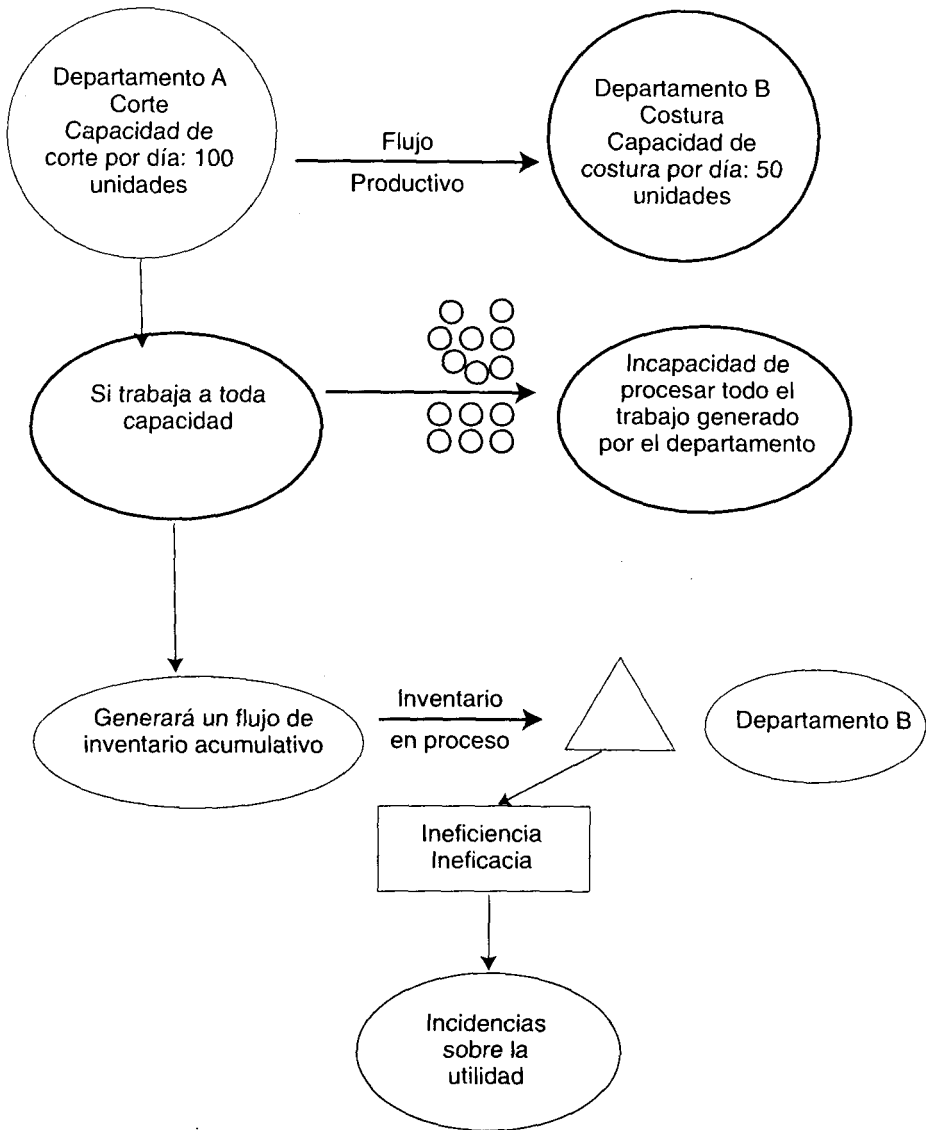 Departamento A
Corte
Capacidad de
corte por día: 100
unidades
Flujo
Productivo
Departamento B
Costura
Capacidad de
costura por día: 50
unidades
Si trabaja a toda
capacidad
Incapacidad de
procesar todo el
trabajo generado
por el departamento
Generará un flujo de
inventario acumulativo
Inventario
en proceso
Departamento B
Ineficiencia
Ineficacia
Incidencias
sobre la
utilidad